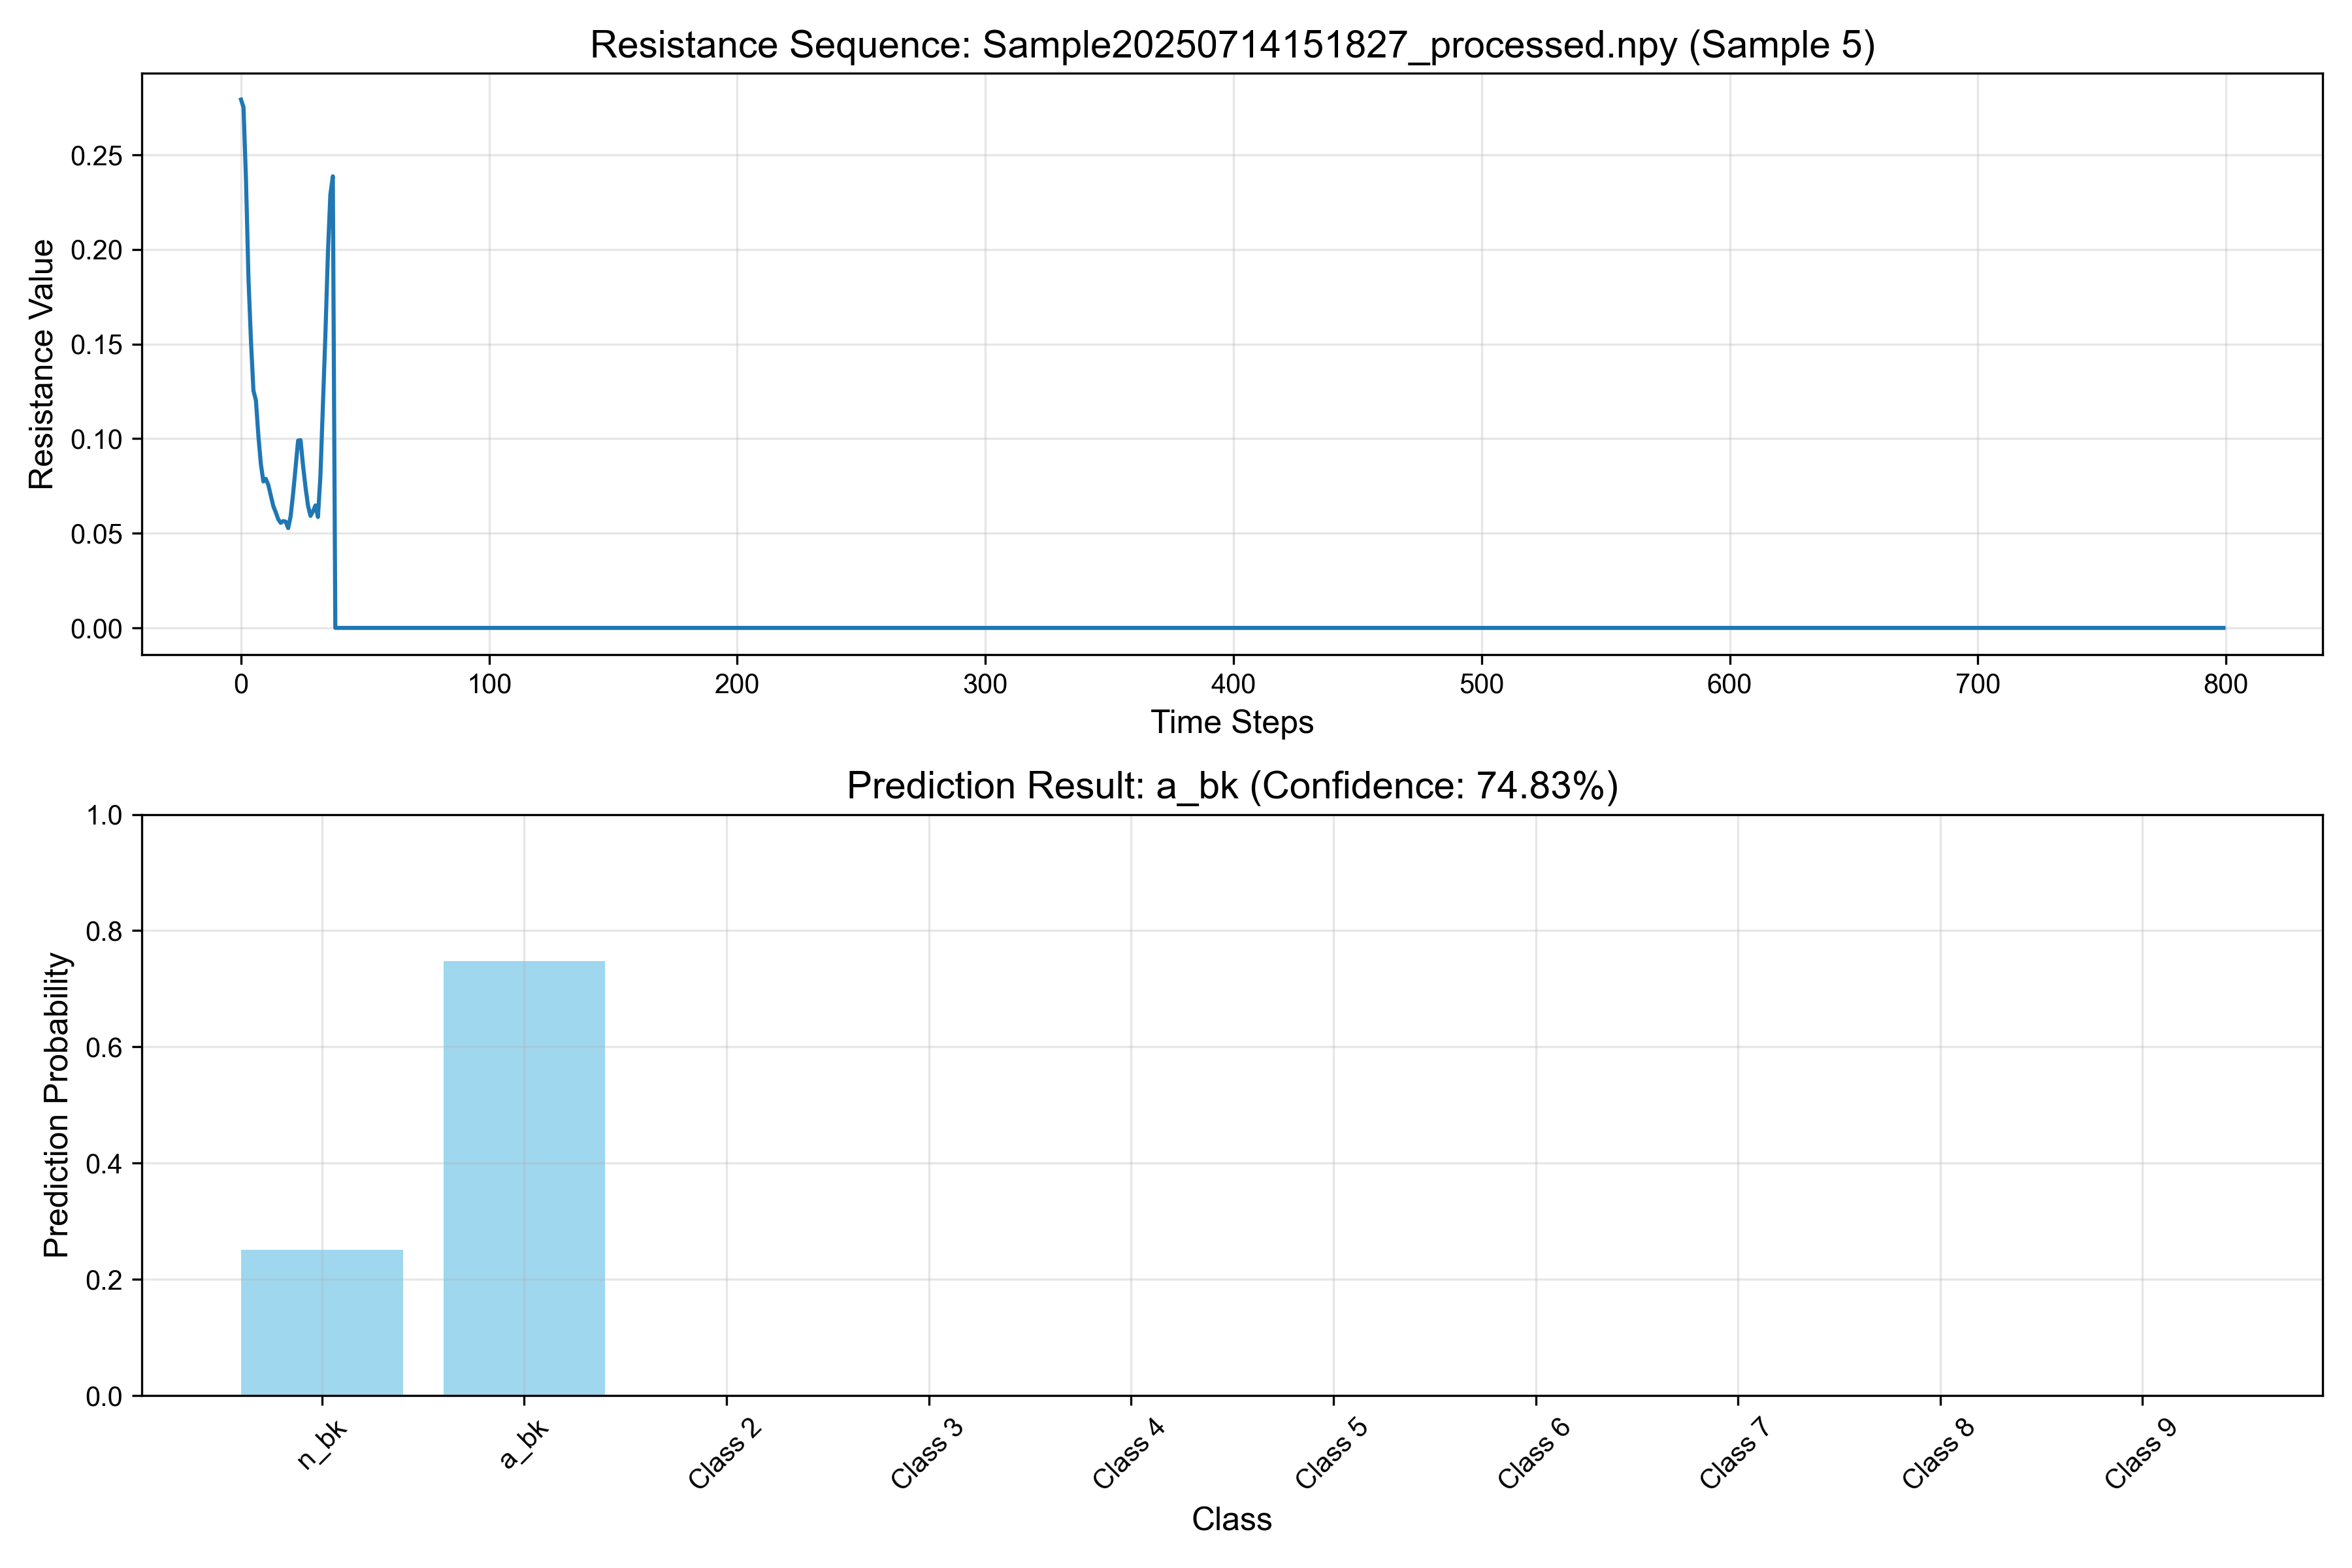 Resistance Sequence: Sample20250714151827_processed.npy (Sample 5)
Resistance Value
0.25
0.20
0.15
0.10
0.05
0.00
0 100 200 300 400 500 600 700 800
Time Steps
Prediction Result: a_bk (Confidence: 74.83%)
Prediction Probability
1.0
0.8
0.6
0.4
0.2
0.0
n_bk a_bk Class 2 Class 3 Class 4 Class 5 Class 6 Class 7 Class 8 Class 9
Class